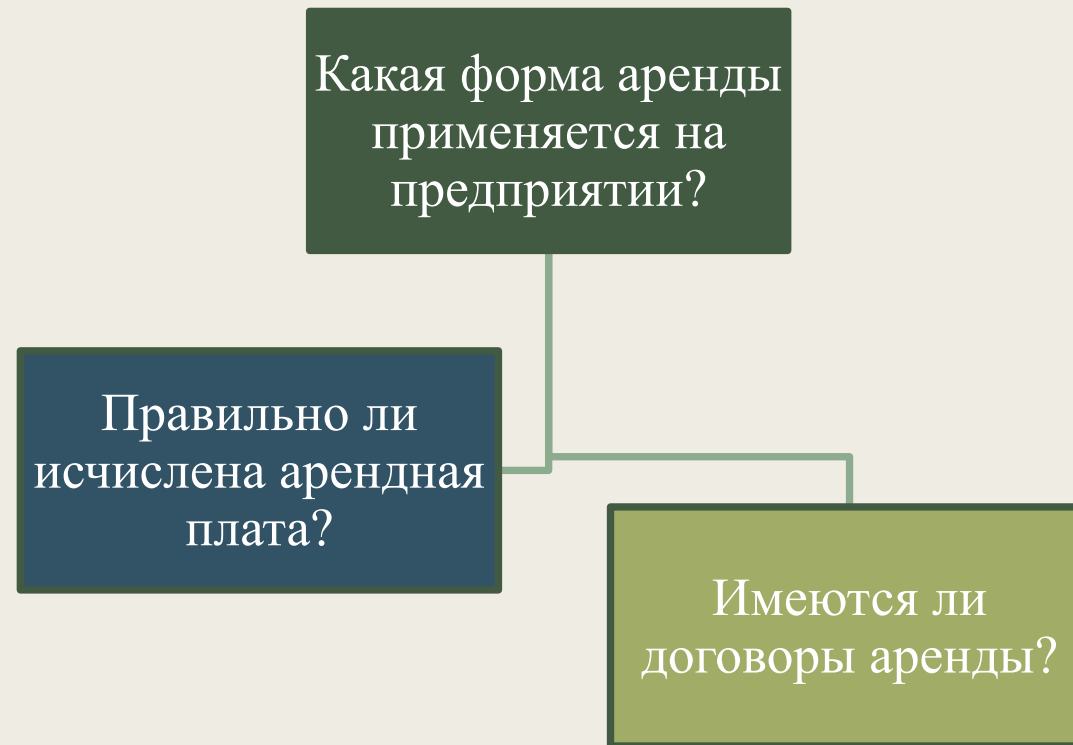 Какая форма аренды
применяется на
предприятии?
Правильно ли
исчислена арендная
плата?
Имеются ли
договоры аренды?